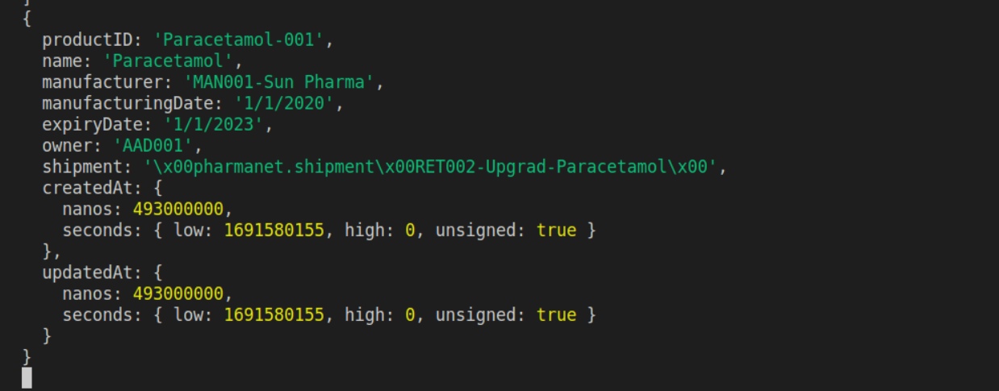 {
  productID: 'Paracetamol-001',
  name: 'Paracetamol',
  manufacturer: 'MAN001-Sun Pharma',
  manufacturingDate: '1/1/2020',
  expiryDate: '1/1/2023',
  owner: 'AAD001',
  shipment: '\x00pharmanet.shipment\x00RET002-Upgrad-Paracetamol\x00',
  createdAt: {
    nanos: 493000000,
    seconds: { low: 1691580155, high: 0, unsigned: true }
  },
  updatedAt: {
    nanos: 493000000,
    seconds: { low: 1691580155, high: 0, unsigned: true }
  }
}